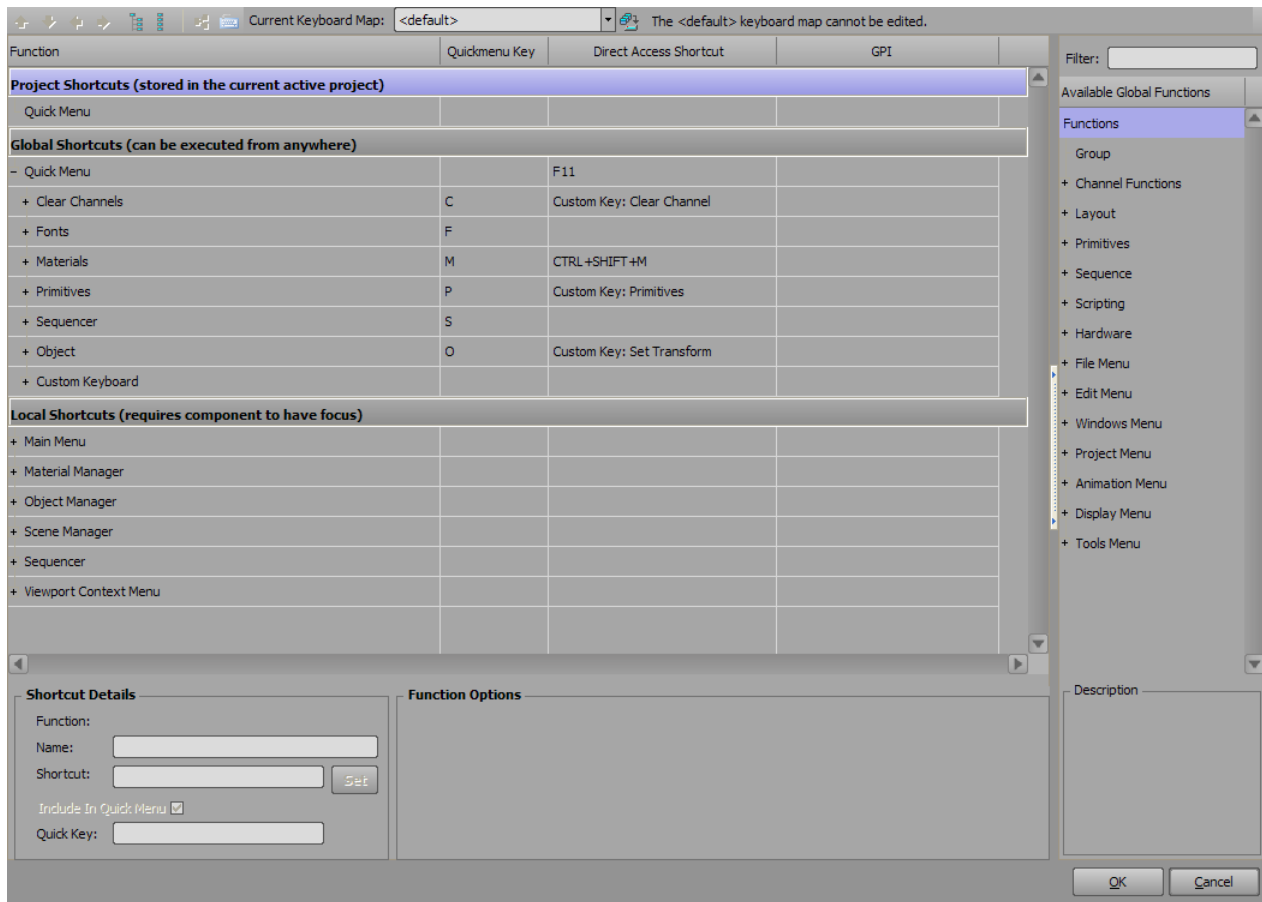 Current Keyboard Map: <default> The <default> keyboard map cannot be edited.
Function Quickmenu Key Direct Access Shortcut GPI
Project Shortcuts (stored in the current active project)
Quick Menu
Global Shortcuts (can be executed from anywhere)
- Quick Menu F11
+ Clear Channels C Custom Key: Clear Channel
+ Fonts F
+ Materials M CTRL+SHIFT+M
+ Primitives P Custom Key: Primitives
+ Sequencer S
+ Object O Custom Key: Set Transform
+ Custom Keyboard
Local Shortcuts (requires component to have focus)
+ Main Menu
+ Material Manager
+ Object Manager
+ Scene Manager
+ Sequencer
+ Viewport Context Menu
Filter:
Available Global Functions
Functions
Group
+ Channel Functions
+ Layout
+ Primitives
+ Sequence
+ Scripting
+ Hardware
+ File Menu
+ Edit Menu
+ Windows Menu
+ Project Menu
+ Animation Menu
+ Display Menu
+ Tools Menu
Shortcut Details
Function:
Name:
Shortcut: Set
Include In Quick Menu
Quick Key:
Function Options
Description
OK Cancel